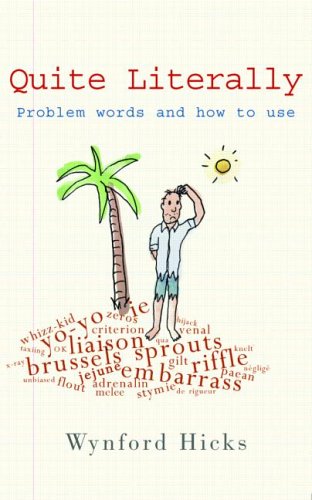 Quite Literally
Problem words and how to use
whizz-kid yo-yo zeros ie hijack
taxiing OK liaison criterion qua venal
x-ray brussels sprouts gilt riffle knelt
unbiased flout jejune embarrass paean négligé
adrenalin melee stymie de rigueur
Wynford Hicks